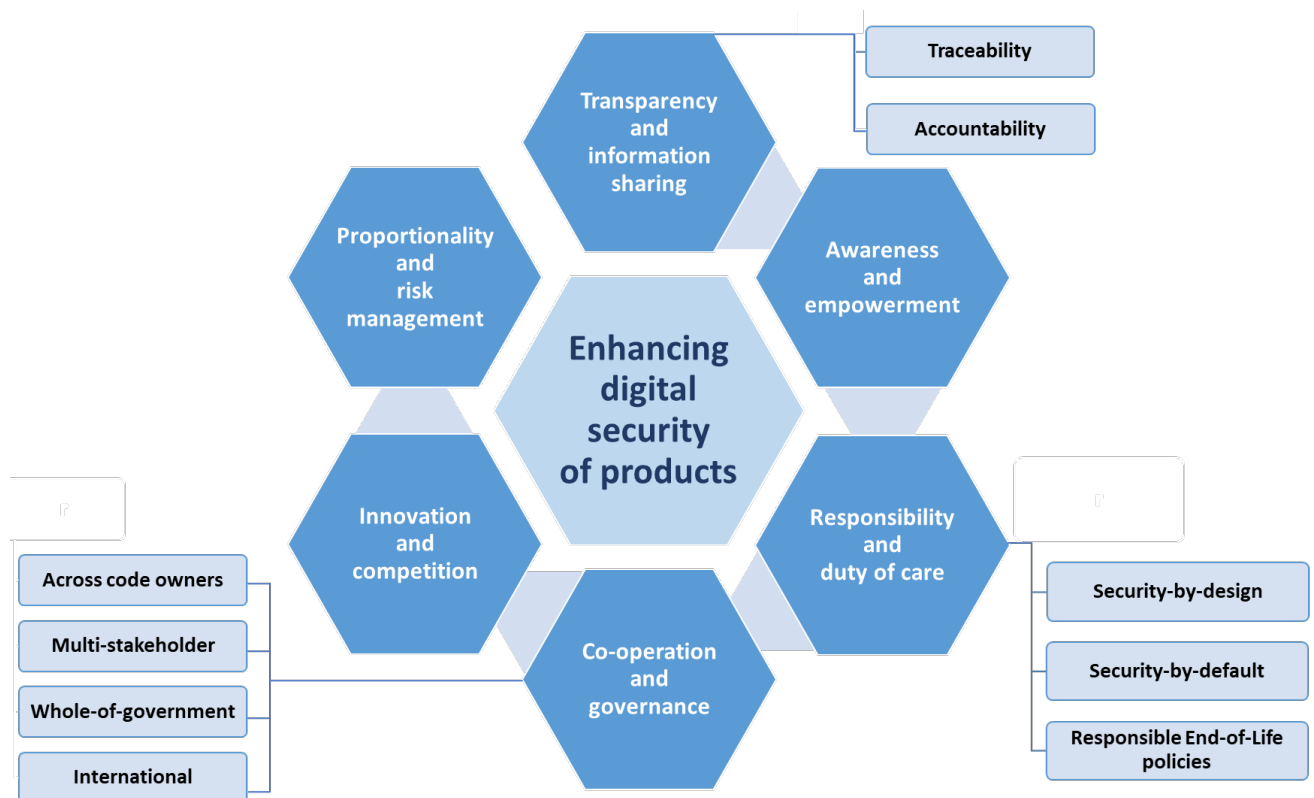 Traceability
Accountability
Transparency
and
information
sharing
Awareness
and
empowerment
Proportionality
and
risk
management
Enhancing
digital
security
of products
Responsibility
and
duty of care
Security-by-design
Security-by-default
Responsible End-of-Life
policies
Innovation
and
competition
Co-operation
and
governance
Across code owners
Multi-stakeholder
Whole-of-government
International